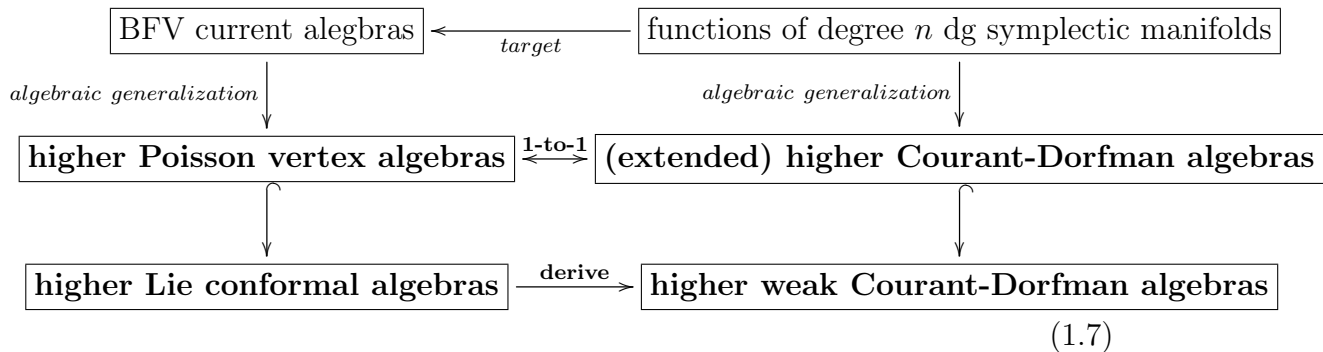 BFV current alegbras
target
functions of degree n dg symplectic manifolds
algebraic generalization
algebraic generalization
higher Poisson vertex algebras
1-to-1
(extended) higher Courant-Dorfman algebras
higher Lie conformal algebras
derive
higher weak Courant-Dorfman algebras
(1.7)